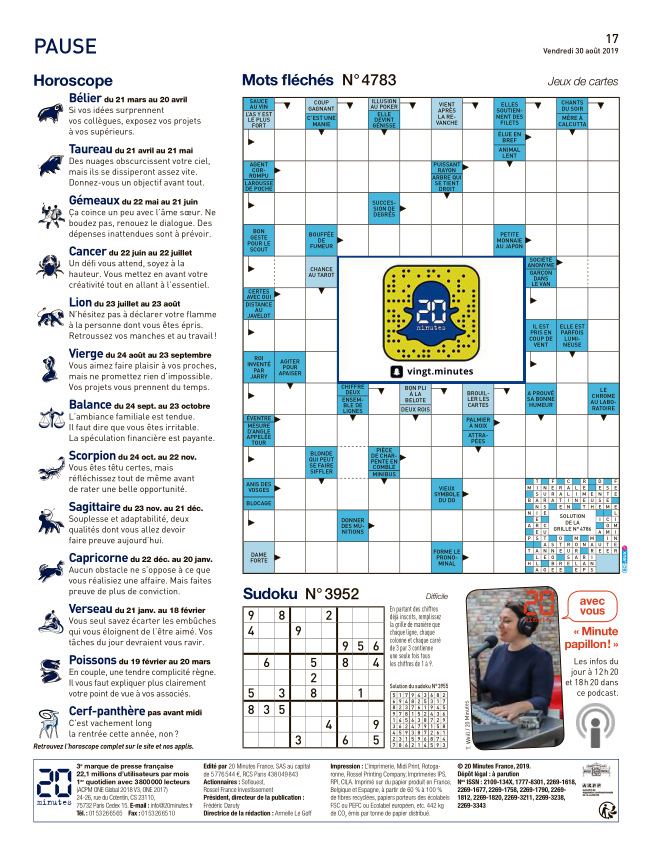 PAUSE
17
Vendredi 30 août 2019
Horoscope
Bélier du 21 mars au 20 avril
Si vos idées surprennent
vos collègues, exposez vos projets
à vos supérieurs.
Taureau du 21 avril au 21 mai
Des nuages obscurcissent votre ciel,
mais ils se dissiperont assez vite.
Donnez-vous un objectif avant tout.
Gémeaux du 22 mai au 21 juin
Ça coince un peu avec l'âme sœur. Ne
boudez pas, renouez le dialogue. Des
dépenses inattendues sont à prévoir.
Cancer du 22 juin au 22 juillet
Un défi vous attend, soyez à la
hauteur. Vous mettez en avant votre
créativité tout en allant à l'essentiel.
Lion du 23 juillet au 23 août
N'hésitez pas à déclarer votre flamme
à la personne dont vous êtes épris.
Retroussez vos manches et au travail !
Vierge du 24 août au 23 septembre
Vous aimez faire plaisir à vos proches,
mais ne promettez rien d'impossible.
Vos projets vous prennent du temps.
Balance du 24 sept. au 23 octobre
L'ambiance familiale est tendue.
Il faut dire que vous êtes irritable.
La spéculation financière est payante.
Scorpion du 24 oct. au 22 nov.
Vous êtes têtu certes, mais
réfléchissez tout de même avant
de rater une belle opportunité.
Sagittaire du 23 nov. au 21 déc.
Souplesse et adaptabilité, deux
qualités dont vous allez devoir
faire preuve aujourd'hui.
Capricorne du 22 déc. au 20 janv.
Aucun obstacle ne s'oppose à ce que
vous réalisiez une affaire. Mais faites
preuve de plus de conviction.
Verseau du 21 janv. au 18 février
Vous seul savez écarter les embûches
qui vous éloignent de l'être aimé. Vos
tâches du jour devraient vous ravir.
Poissons du 19 février au 20 mars
En couple, une tendre complicité règne.
Il vous faut expliquer plus clairement
votre point de vue à vos associés.
Cerf-panthère pas avant midi
C'est vachement long
la rentrée cette année, non ?
Retrouvez l'horoscope complet sur le site et nos applis.
Mots fléchés N°4783
Jeux de cartes
SAUCE
AU VIN
L'AS Y EST
LE PLUS
FORT
COUP
GAGNANT
C'EST UNE
MANIE
ILLUSION
AU POKER
ELLE
DEVINT
GÉNISSE
VIENT
APRÈS
LA RE-
VANCHE
ELLES
SOUTIEN-
NENT DES
FILETS
CHANTS
DU SOIR
MÈRE À
CALCUTTA
ÉLUE EN
BREF
ANIMAL
LENT
AGENT
COR-
ROMPU
LAROUSSE
DE POCHE
PUISSANT
RAYON
ARBRE QUI
SE TIENT
DROIT
SUCCES-
SION DE
DEGRÉS
BON
GESTE
POUR LE
SCOUT
BOUFFÉE
DE
FUMEUR
PETITE
MONNAIE
AU JAPON
CHANCE
AU TAROT
SOCIÉTÉ
ANONYME
GARÇON
DANS
LE VAN
CERTES
AVEC OUI
DISTANCE
AU
JAVELOT
20
minutes
vingt.minutes
IL EST
PRIS EN
COUP DE
VENT
ELLE EST
PARFOIS
LUMI-
NEUSE
ROI
INVENTÉ
PAR
JARRY
AGITER
POUR
APAISER
CHIFFRE
DEUX
ENSEM-
BLE DE
LIGNES
BON PLI
À LA
BELOTE
DEUX ROIS
BROUIL-
LER LES
CARTES
A PROUVÉ
SA BONNE
HUMEUR
LE
CHROME
AU LABO-
RATOIRE
ÉVENTRE
MESURE
D'ANGLE
APPELÉE
TOUR
PALMIER
À NOIX
ATTRA-
PÉES
BLONDE
QUI PEUT
SE FAIRE
SIFFLER
PIÈCE
DE CHAR-
PENTE EN
COMBLE
MINIBUS
ANIS DES
VOSGES
BLOCAGE
VIEUX
SYMBOLE
DU DO
DONNER
DES MU-
NITIONS
DAME
FORTE
FORME LE
PRONO-
MINAL
SOLUTION
DE LA
GRILLE N° 4786
Sudoku N°3952
Difficile
9 8 2
4 9
9 5 6
6 5 8 4
2
5 3 8 1
8 3 5
4 9
3 6 5
En partant des chiffres
déjà inscrits, remplissez
la grille de manière que
chaque ligne, chaque
colonne et chaque carré
de 3 par 3 contienne
une seule fois tous
les chiffres de 1 à 9.
Solution du sudoku N°3955
T. Weill / 20 Minutes
20
avec
vous
« Minute
papillon! »
Les infos du
jour à 12 h 20
et 18 h 20 dans
ce podcast.
20
minutes
3e marque de presse française
22,1 millions d'utilisateurs par mois
1er quotidien avec 3 800 000 lecteurs
(ACPM ONE Global 2018 V3, ONE 2017)
24-26, rue du Cotentin, CS 23110,
75732 Paris Cedex 15. E-mail : info@20minutes.fr
Tél. : 0153266565 Fax : 0153266510
Edité par 20 Minutes France, SAS au capital
de 5 776 544 €, RCS Paris 438 049 843
Actionnaires : Sofiouest,
Rossel France Investissement
Président, directeur de la publication :
Frédéric Daruty
Directrice de la rédaction : Armelle Le Goff
Impression : L'Imprimerie, Midi Print, Rotoga-
ronne, Rossel Printing Company, Imprimeries IPS,
RPI, CILA. Imprimé sur du papier produit en France,
Belgique et Espagne, à partir de 60 % à 100 %
de fibres recyclées, papiers porteurs des écolabels
FSC ou PEFC ou Ecolabel européen, etc. 442 kg
de CO2 émis par tonne de papier distribué.
© 20 Minutes France, 2019.
Dépôt légal : à parution
Nos ISSN : 2109-134X, 1777-8301, 2269-1618,
2269-1677, 2269-1758, 2269-1790, 2269-
1812, 2269-1820, 2269-3211, 2269-3238,
2269-3343